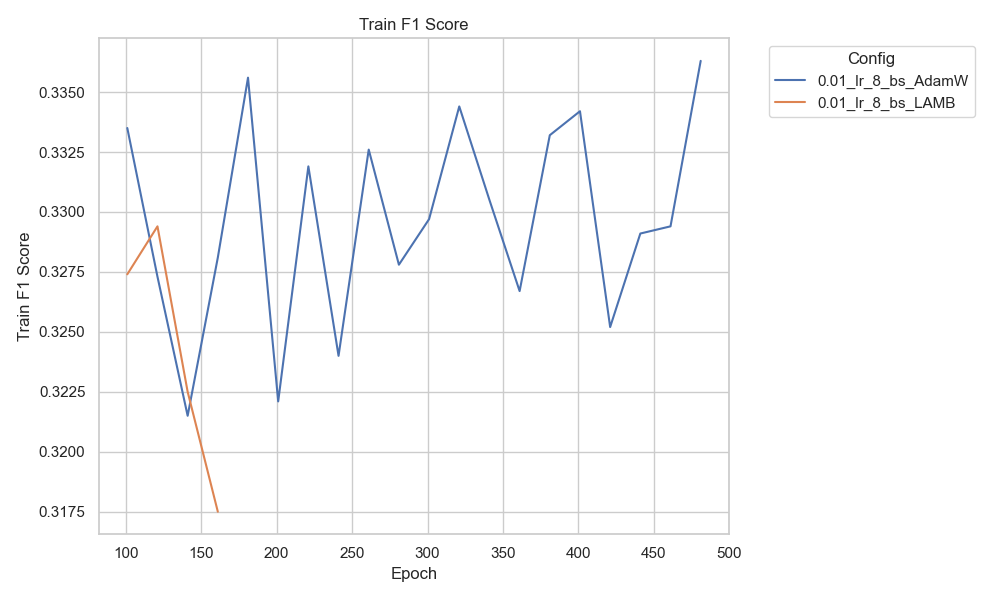 Train F1 Score
Config
0.01_lr_8_bs_AdamW
0.01_lr_8_bs_LAMB
Train F1 Score
0.3350
0.3325
0.3300
0.3275
0.3250
0.3225
0.3200
0.3175
100 150 200 250 300 350 400 450 500
Epoch